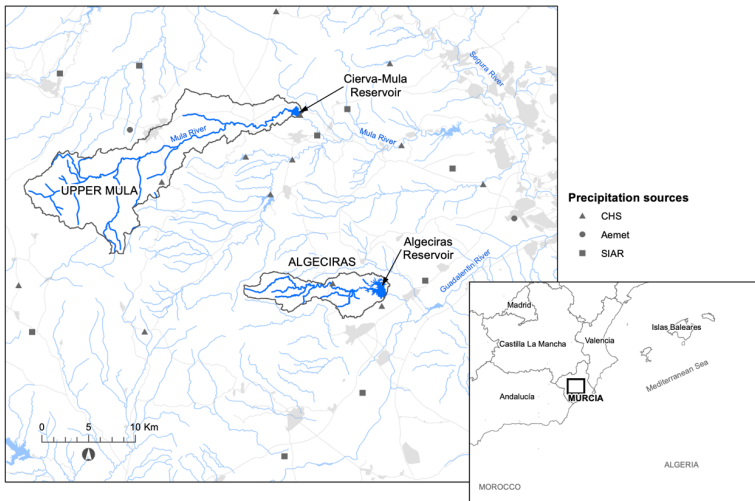 Segura River
Cierva-Mula
Reservoir
Mula River
Mula River
UPPER MULA
Precipitation sources
CHS
Aemet
SIAR
ALGECIRAS
Algeciras
Reservoir
Guadalentin River
0 5 10 Km
Madrid
Islas Baleares
Castilla La Mancha
Valencia
Mediterranean Sea
Andalucía
MURCIA
ALGERIA
MOROCCO